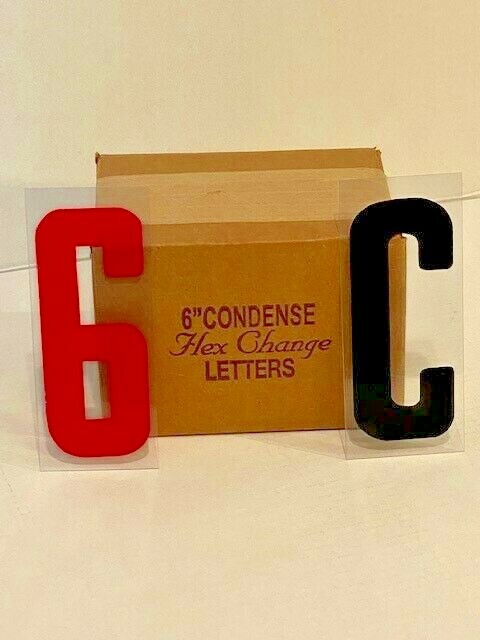 6
C
6"CONDENSE
Flex Change
LETTERS